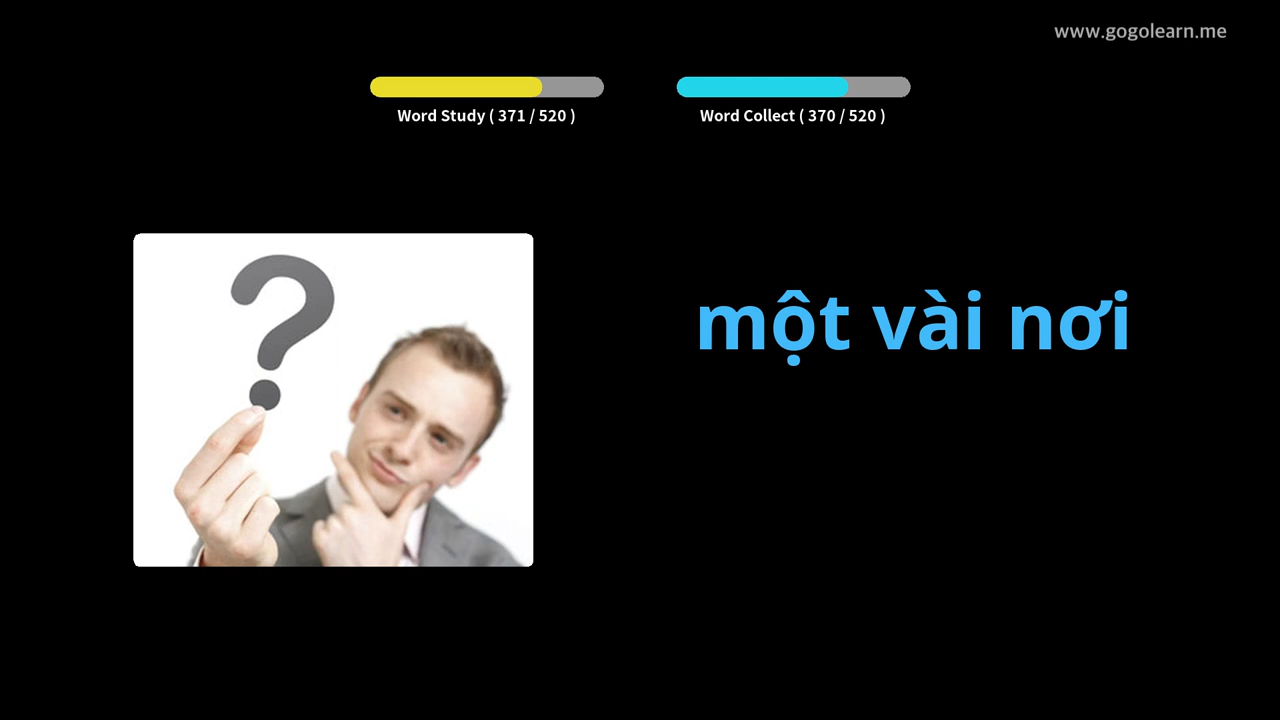 www.gogolearn.me
Word Study ( 371 / 520 )
Word Collect ( 370 / 520 )
?
một vài nơi